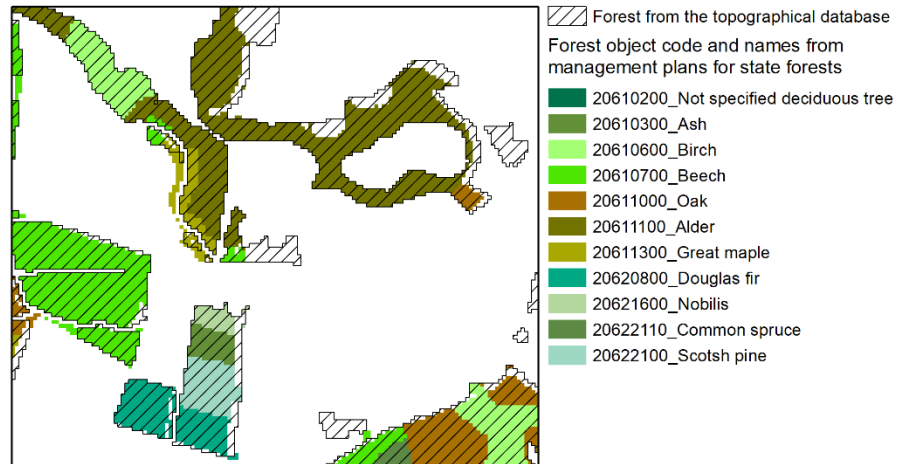 Forest from the topographical database
Forest object code and names from
management plans for state forests
20610200_Not specified deciduous tree
20610300_Ash
20610600_Birch
20610700_Beech
20611000_Oak
20611100_Alder
20611300_Great maple
20620800_Douglas fir
20621600_Nobilis
20622110_Common spruce
20622100_Scotsh pine